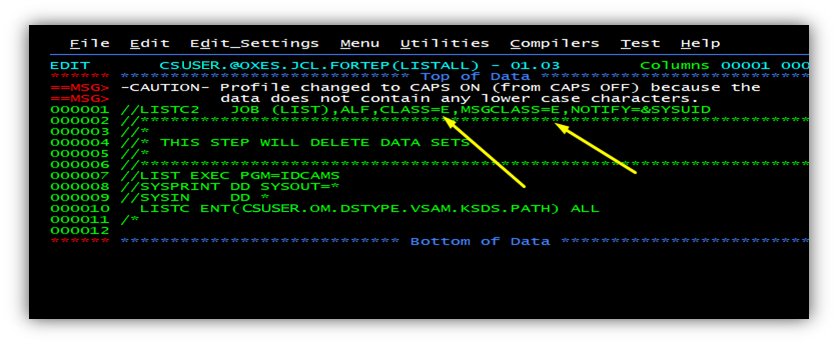 File Edit Edit_Settings Menu Utilities Compilers Test Help
EDIT CSUSER.@OXES.JCL.FORTEP(LISTALL) - 01.03 Columns 00001 000
****** ***************************** Top of Data ***************************
==MSG> -CAUTION- Profile changed to CAPS ON (from CAPS OFF) because the
==MSG> data does not contain any lower case characters.
000001 //LISTC2 JOB (LIST),ALF,CLASS=E,MSGCLASS=E,NOTIFY=&SYSUID
000002 //*********************************************************************
000003 //*
000004 //* THIS STEP WILL DELETE DATA SETS
000005 //*
000006 //*********************************************************************
000007 //LIST EXEC PGM=IDCAMS
000008 //SYSPRINT DD SYSOUT=*
000009 //SYSIN DD *
000010 LISTC ENT(CSUSER.OM.DSTYPE.VSAM.KSDS.PATH) ALL
000011 /*
000012
****** **************************** Bottom of Data *************************